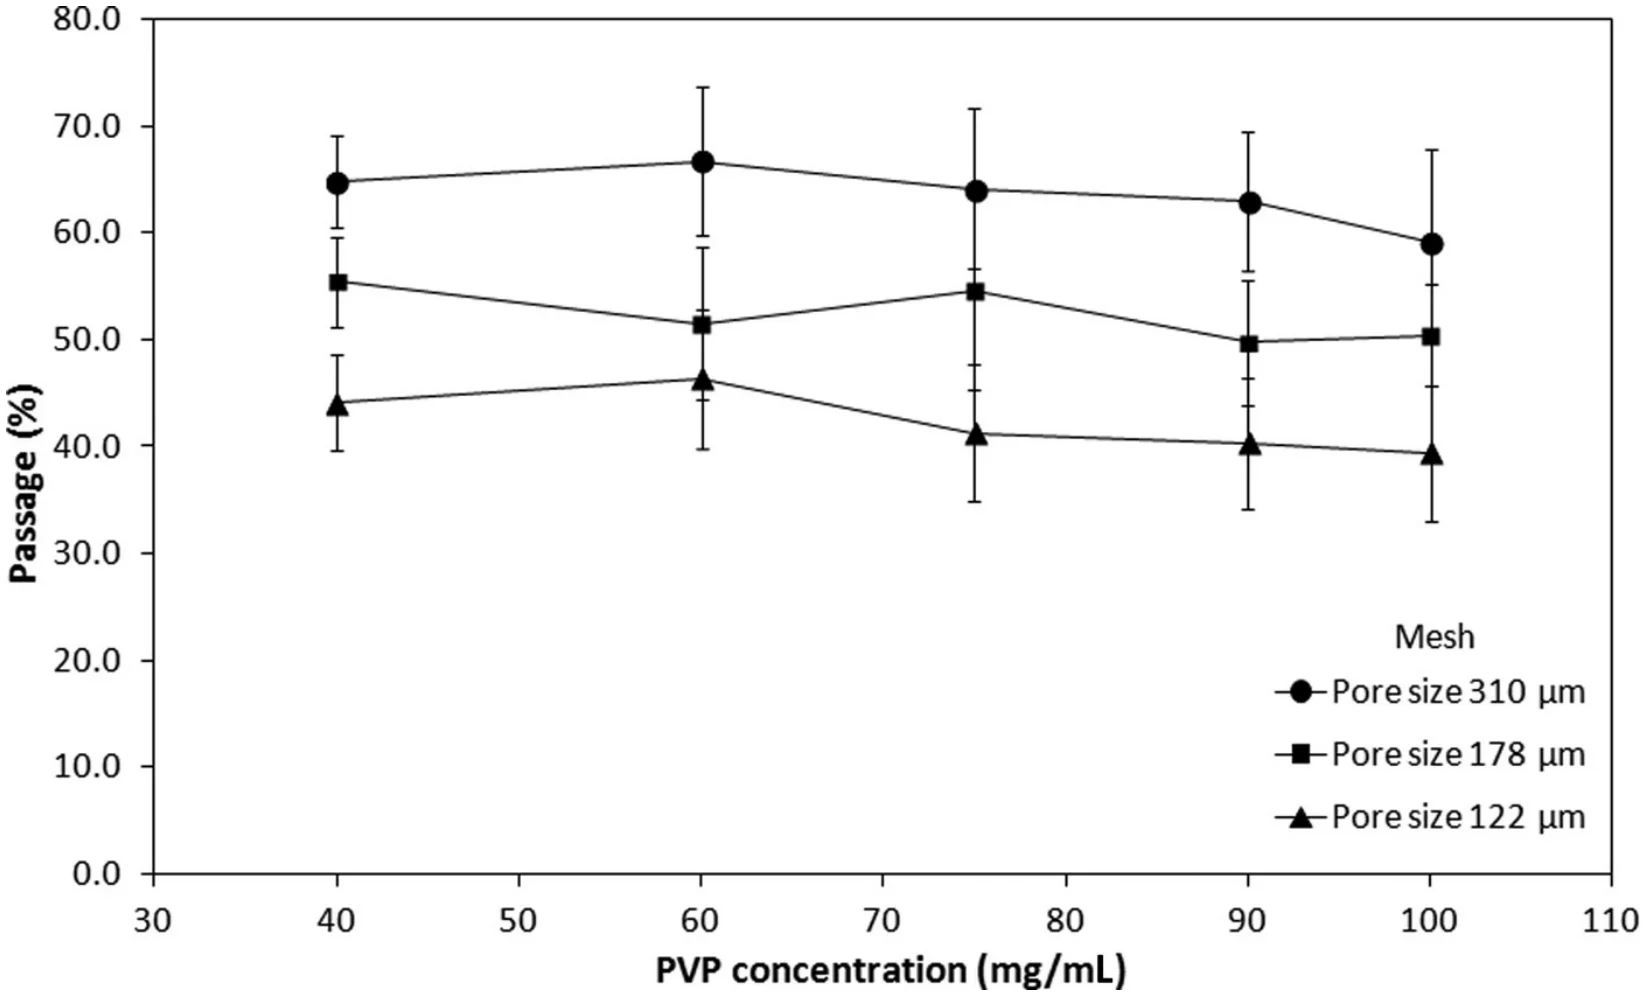 80.0
70.0
60.0
50.0
40.0
30.0
20.0
10.0
0.0
Passage (%)
30 40 50 60 70 80 90 100 110
PVP concentration (mg/mL)
Mesh
Pore size 310 µm
Pore size 178 µm
Pore size 122 µm